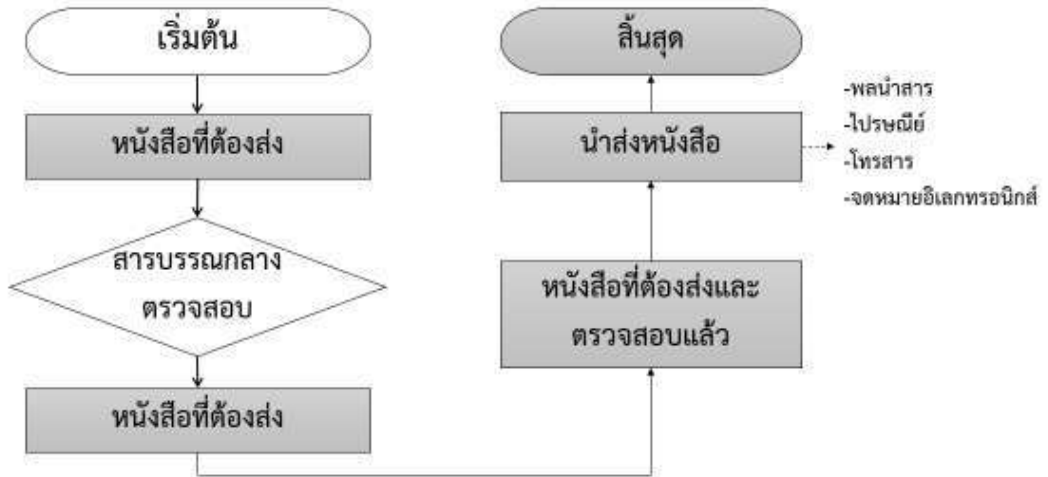 เริ่มต้น
หนังสือที่ต้องส่ง
สารบรรณกลาง
ตรวจสอบ
หนังสือที่ต้องส่ง
หนังสือที่ต้องส่งและ
ตรวจสอบแล้ว
นำส่งหนังสือ
-พลนำสาร
-ไปรษณีย์
-โทรสาร
-จดหมายอิเลกทรอนิกส์
สิ้นสุด